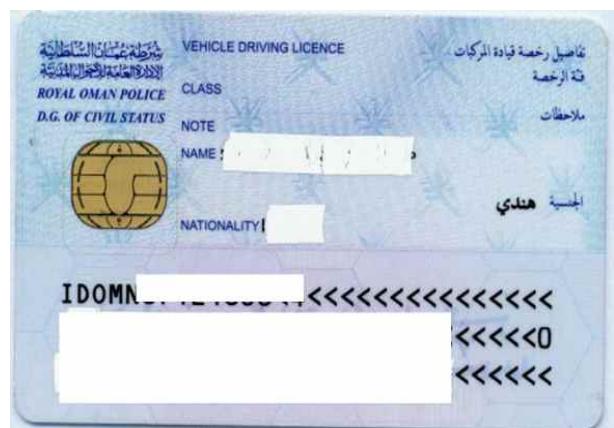 شرطة عمان السلطانية
الإدارة العامة للأحوال المدنية
ROYAL OMAN POLICE
D.G. OF CIVIL STATUS
VEHICLE DRIVING LICENCE
تفاصيل رخصة قيادة المركبات
CLASS
فئة الرخصة
NOTE
ملاحظات
NAME
الجنسية هندي
NATIONALITY
IDOMN
<<<<<<<<<<<<<<<
<<<<<0
<<<<<<